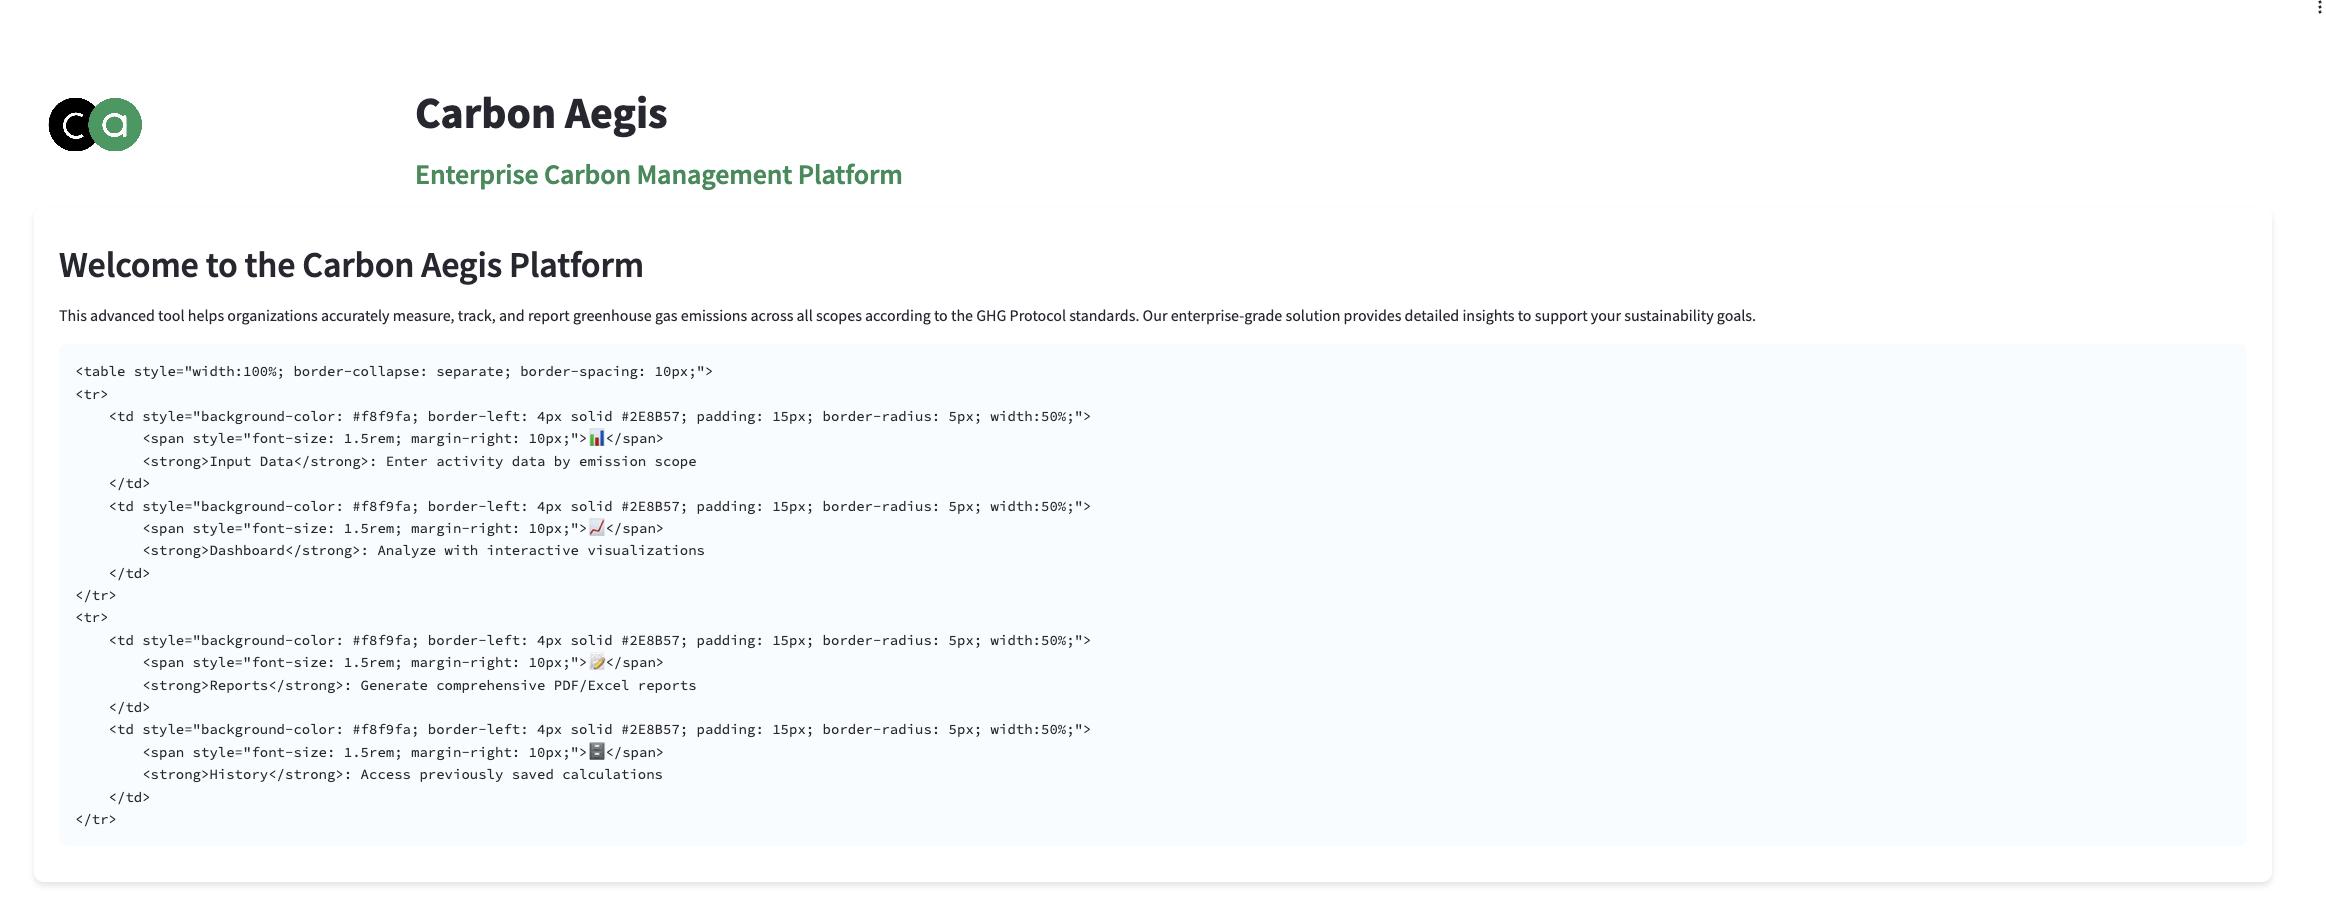 ca
Carbon Aegis
Enterprise Carbon Management Platform
Welcome to the Carbon Aegis Platform
This advanced tool helps organizations accurately measure, track, and report greenhouse gas emissions across all scopes according to the GHG Protocol standards. Our enterprise-grade solution provides detailed insights to support your sustainability goals.
<table style="width:100%; border-collapse: separate; border-spacing: 10px;">
<tr>
    <td style="background-color: #f8f9fa; border-left: 4px solid #2E8B57; padding: 15px; border-radius: 5px; width:50%;">
        <span style="font-size: 1.5rem; margin-right: 10px;">📊</span>
        <strong>Input Data</strong>: Enter activity data by emission scope
    </td>
    <td style="background-color: #f8f9fa; border-left: 4px solid #2E8B57; padding: 15px; border-radius: 5px; width:50%;">
        <span style="font-size: 1.5rem; margin-right: 10px;">📈</span>
        <strong>Dashboard</strong>: Analyze with interactive visualizations
    </td>
</tr>
<tr>
    <td style="background-color: #f8f9fa; border-left: 4px solid #2E8B57; padding: 15px; border-radius: 5px; width:50%;">
        <span style="font-size: 1.5rem; margin-right: 10px;">📝</span>
        <strong>Reports</strong>: Generate comprehensive PDF/Excel reports
    </td>
    <td style="background-color: #f8f9fa; border-left: 4px solid #2E8B57; padding: 15px; border-radius: 5px; width:50%;">
        <span style="font-size: 1.5rem; margin-right: 10px;">🗄️</span>
        <strong>History</strong>: Access previously saved calculations
    </td>
</tr>